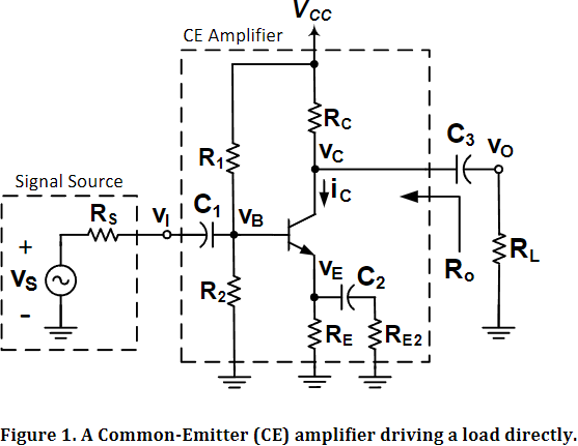 VCC
CE Amplifier
RC
C3
VO
R1
VC
Signal Source
iC
RS
VI
C1
VB
+
VS
RL
R2
VE
C2
Ro
-
RE
RE2
Figure 1. A Common-Emitter (CE) amplifier driving a load directly.